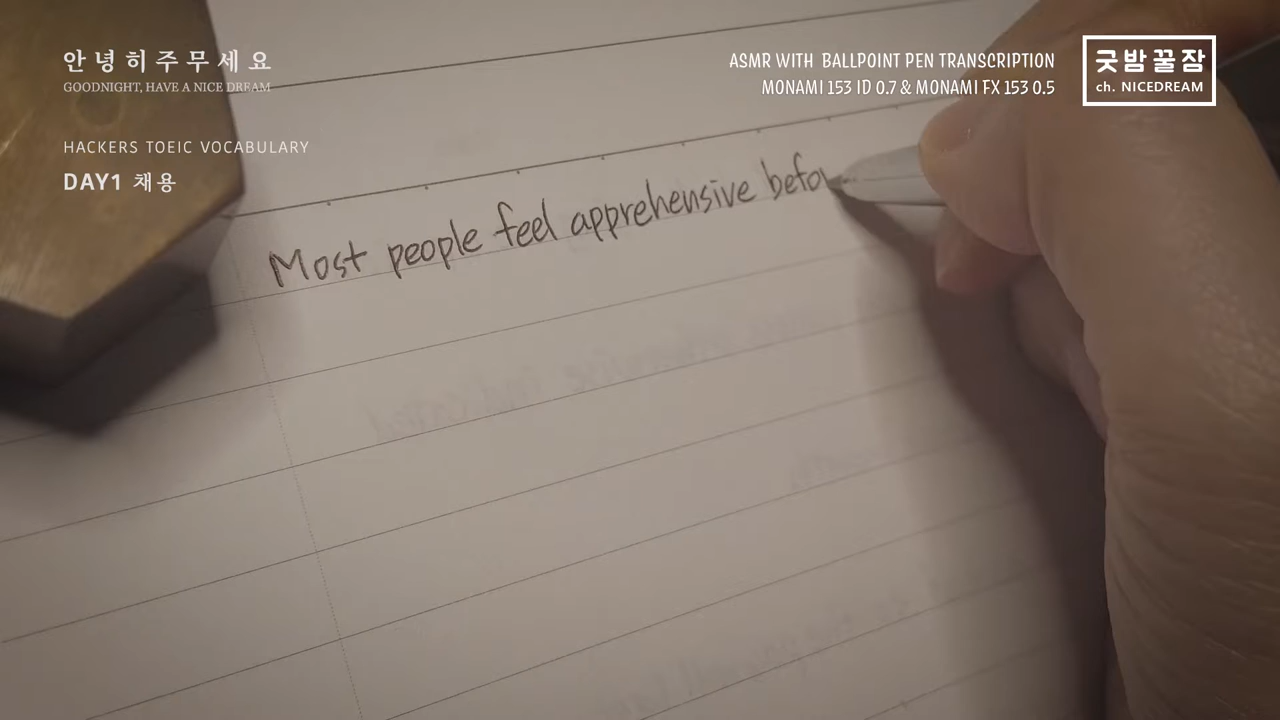 안녕히주무세요
GOODNIGHT, HAVE A NICE DREAM
HACKERS TOEIC VOCABULARY
DAY1 채용
ASMR WITH BALLPOINT PEN TRANSCRIPTION
MONAMI 153 ID 0.7 & MONAMI FX 153 0.5
굿밤꿀잠
ch. NICEDREAM
Most people feel apprehensive befo